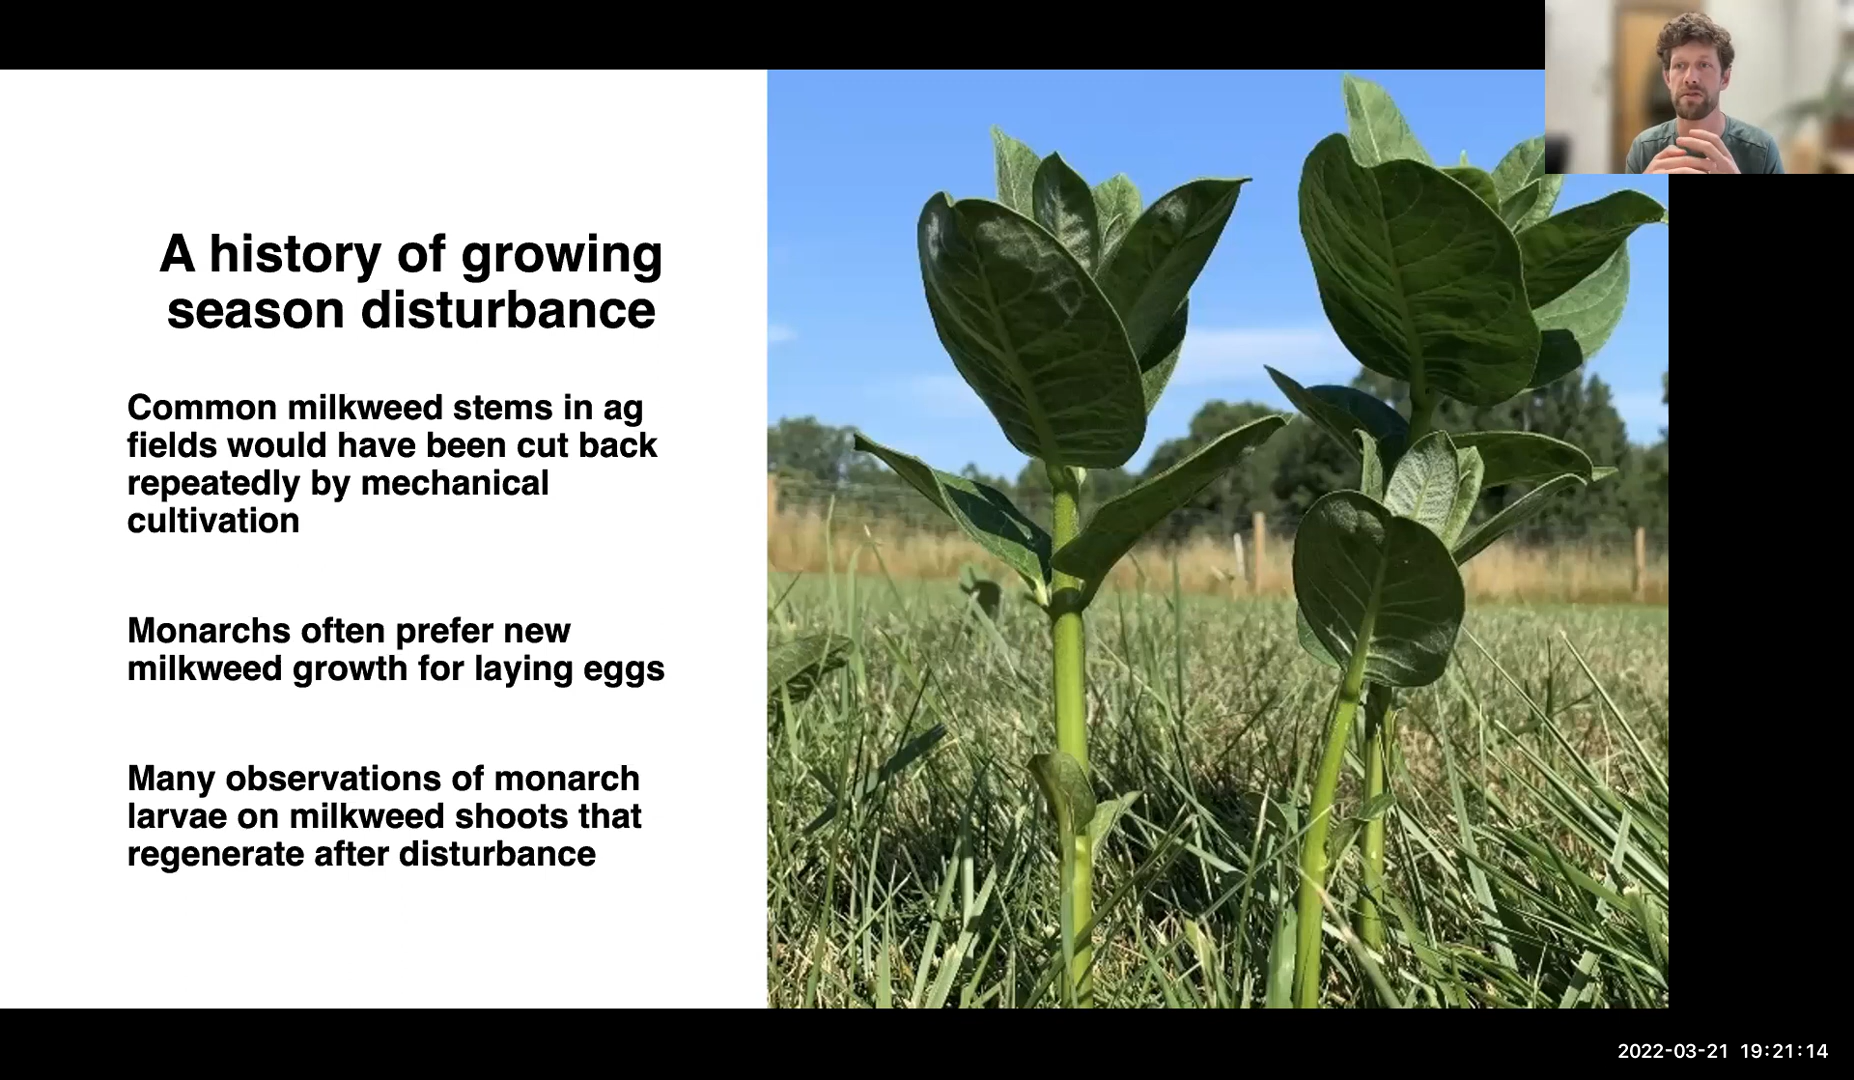 A history of growing
season disturbance
Common milkweed stems in ag
fields would have been cut back
repeatedly by mechanical
cultivation
Monarchs often prefer new
milkweed growth for laying eggs
Many observations of monarch
larvae on milkweed shoots that
regenerate after disturbance
2022-03-21 19:21:14